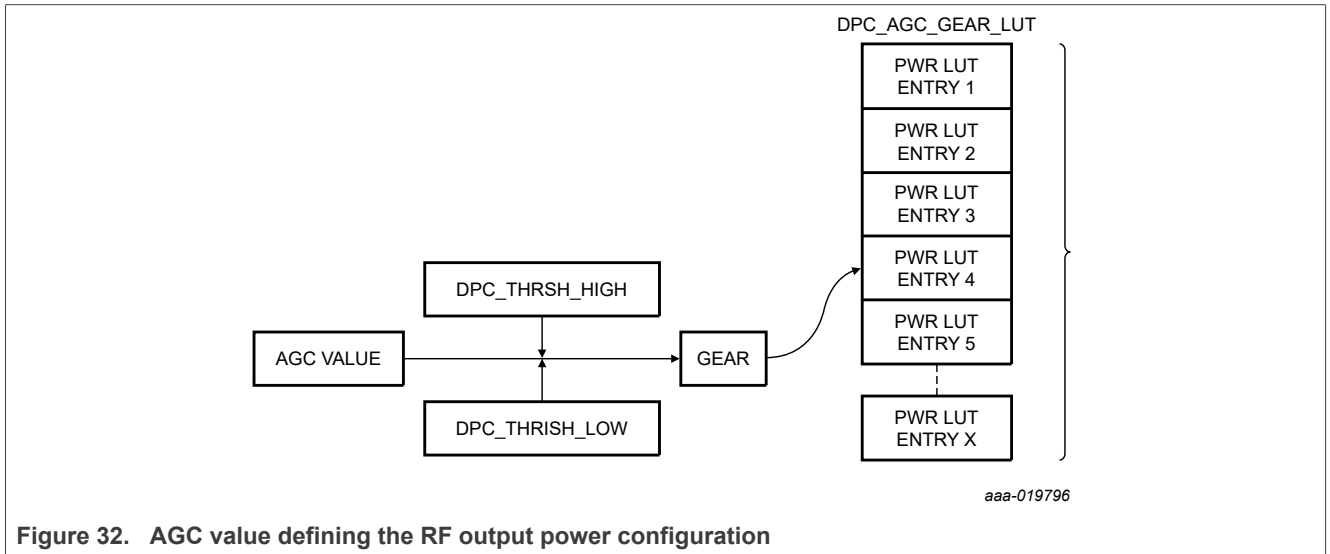 DPC_AGC_GEAR_LUT
PWR LUT
ENTRY 1
PWR LUT
ENTRY 2
PWR LUT
ENTRY 3
PWR LUT
ENTRY 4
PWR LUT
ENTRY 5
PWR LUT
ENTRY X
DPC_THRSH_HIGH
AGC VALUE
GEAR
DPC_THRISH_LOW
aaa-019796
Figure 32. AGC value defining the RF output power configuration